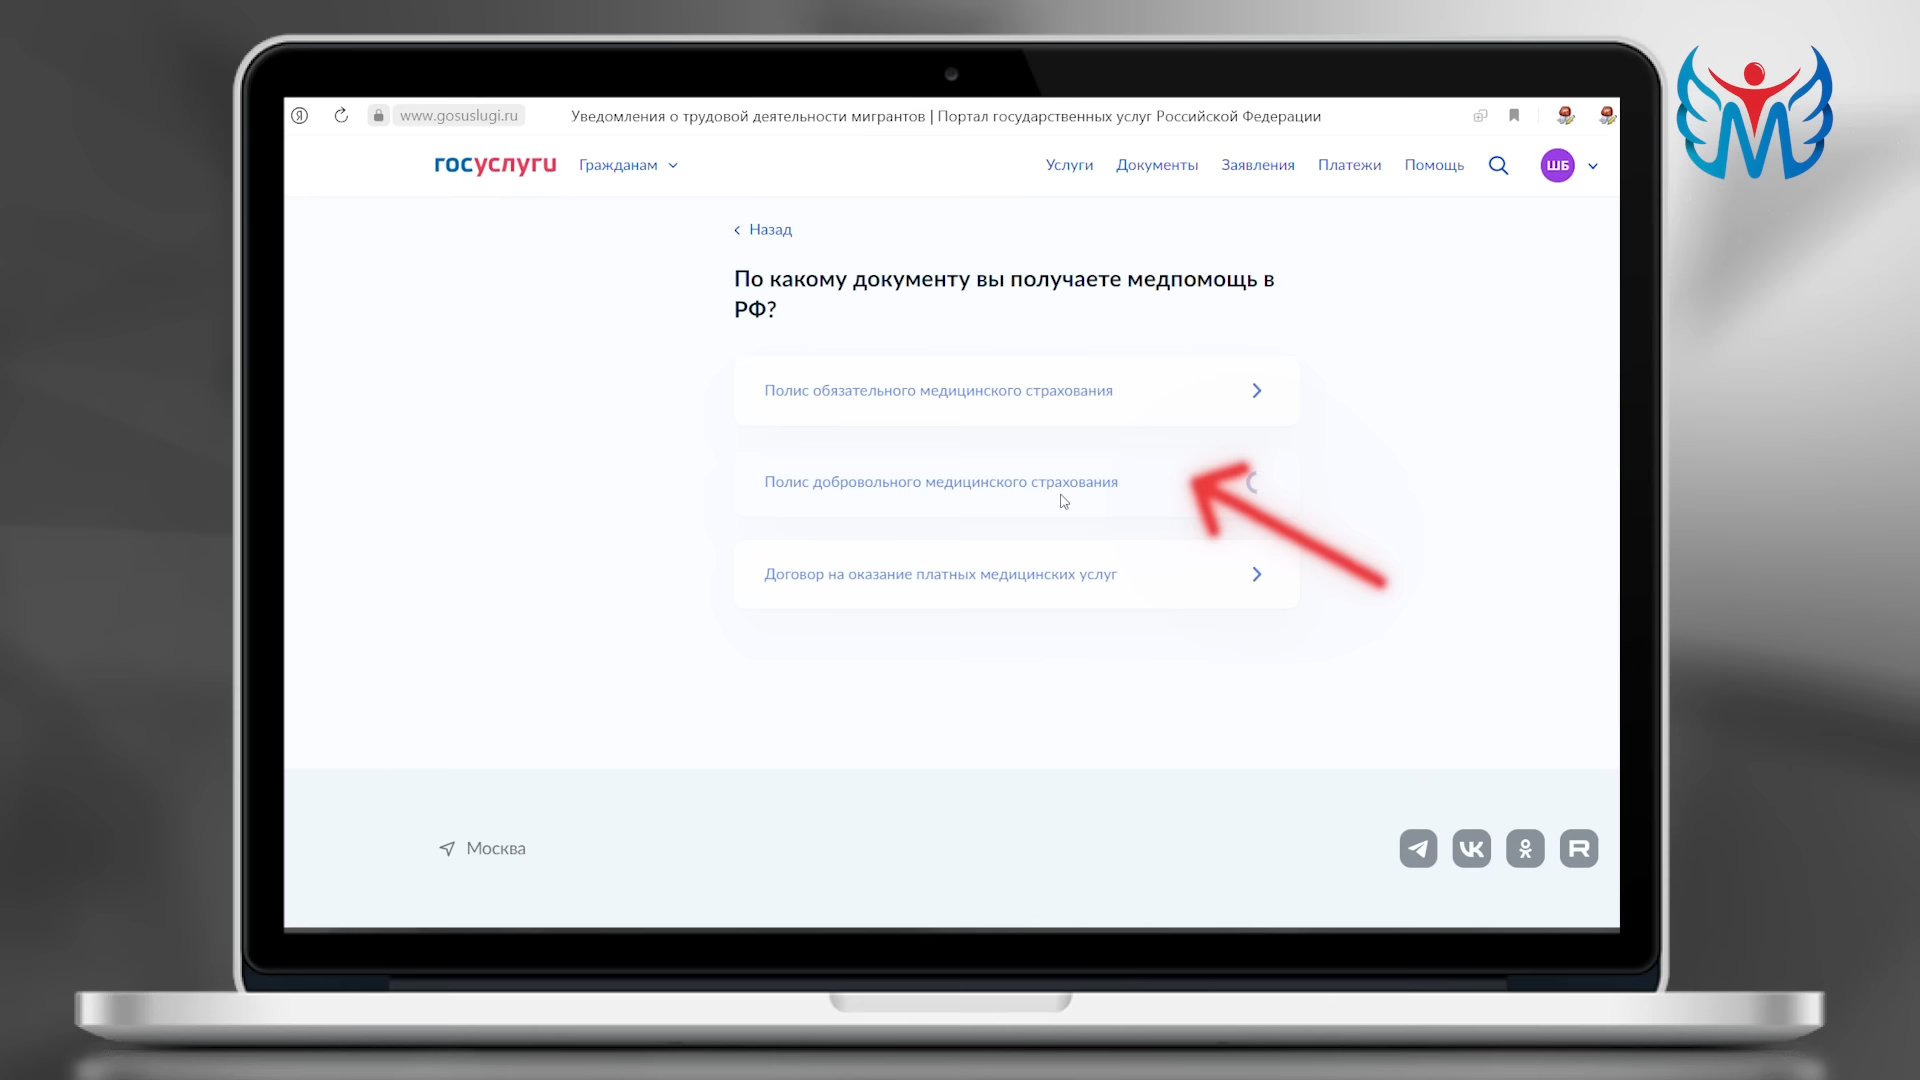 Я
www.gosuslugi.ru
Уведомления о трудовой деятельности мигрантов | Портал государственных услуг Российской Федерации
госуслуги
Гражданам
Услуги
Документы
Заявления
Платежи
Помощь
ШБ
Назад
По какому документу вы получаете медпомощь в
РФ?
Полис обязательного медицинского страхования
Полис добровольного медицинского страхования
Договор на оказание платных медицинских услуг
Москва
M